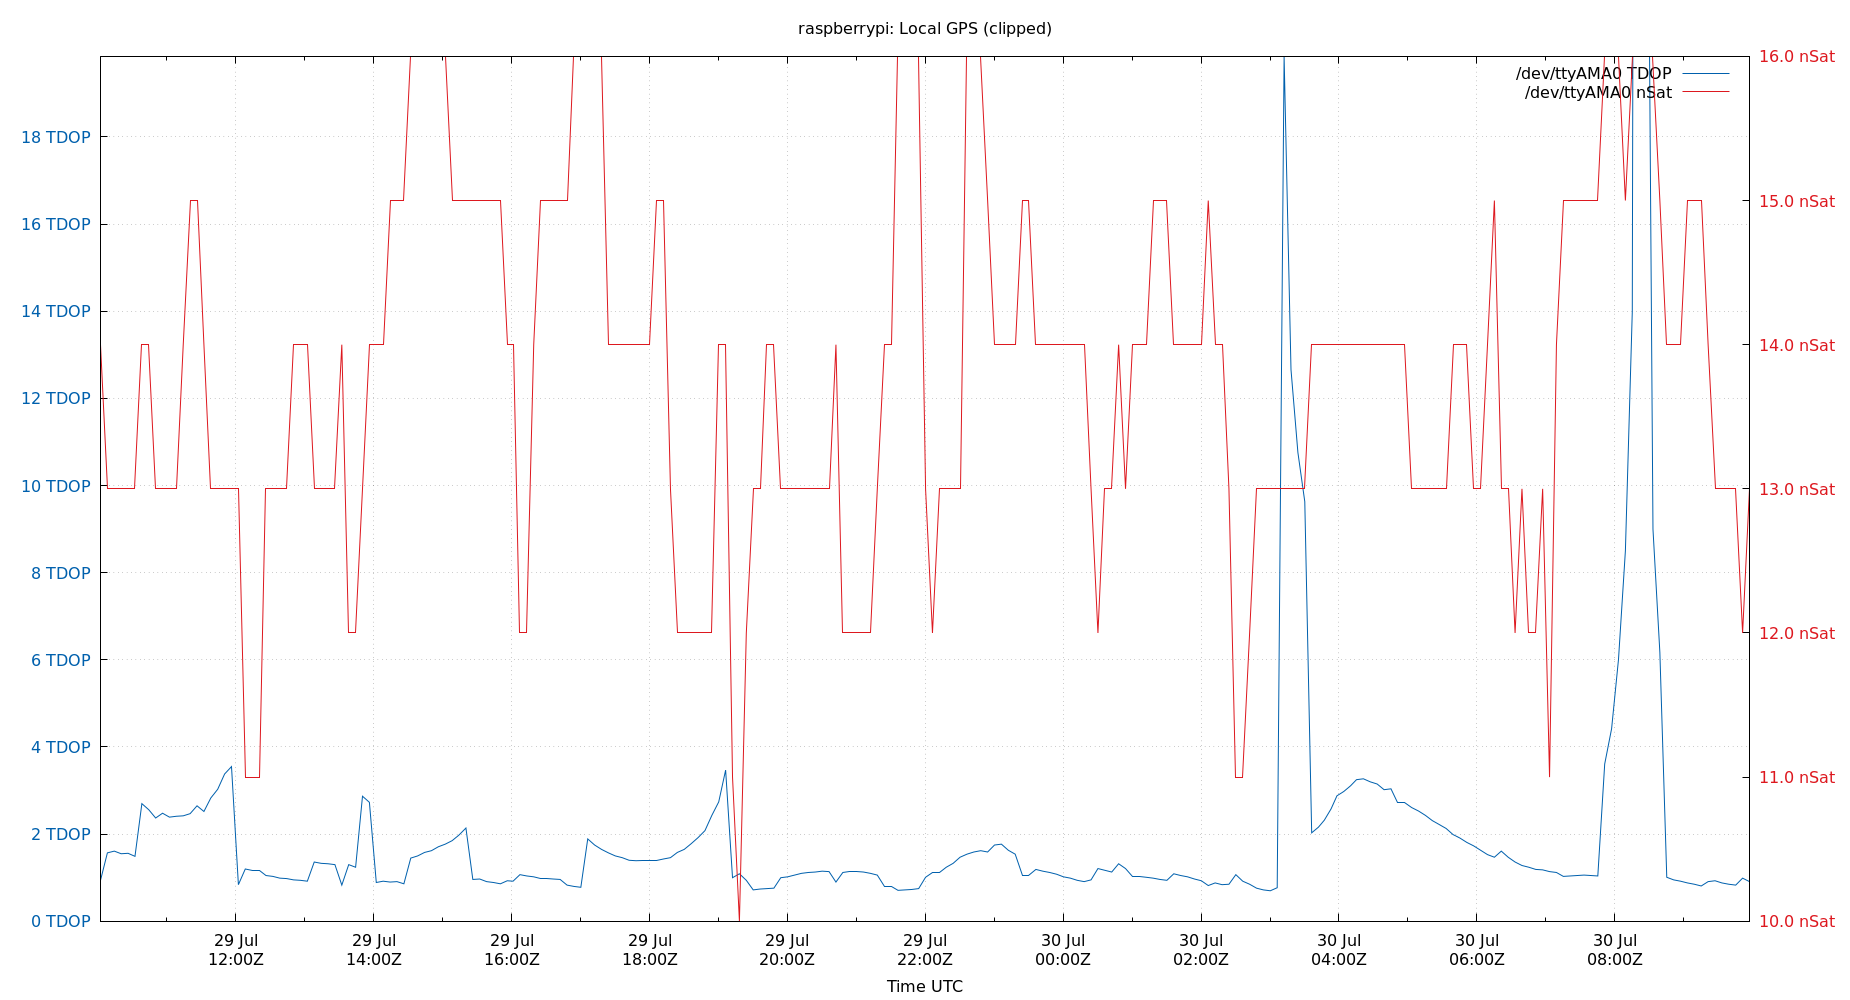 raspberrypi: Local GPS (clipped)
/dev/ttyAMA0 TDOP
/dev/ttyAMA0 nSat
18 TDOP
16 TDOP
14 TDOP
12 TDOP
10 TDOP
8 TDOP
6 TDOP
4 TDOP
2 TDOP
0 TDOP
16.0 nSat
15.0 nSat
14.0 nSat
13.0 nSat
12.0 nSat
11.0 nSat
10.0 nSat
29 Jul
12:00Z
29 Jul
14:00Z
29 Jul
16:00Z
29 Jul
18:00Z
29 Jul
20:00Z
29 Jul
22:00Z
30 Jul
00:00Z
30 Jul
02:00Z
30 Jul
04:00Z
30 Jul
06:00Z
30 Jul
08:00Z
Time UTC